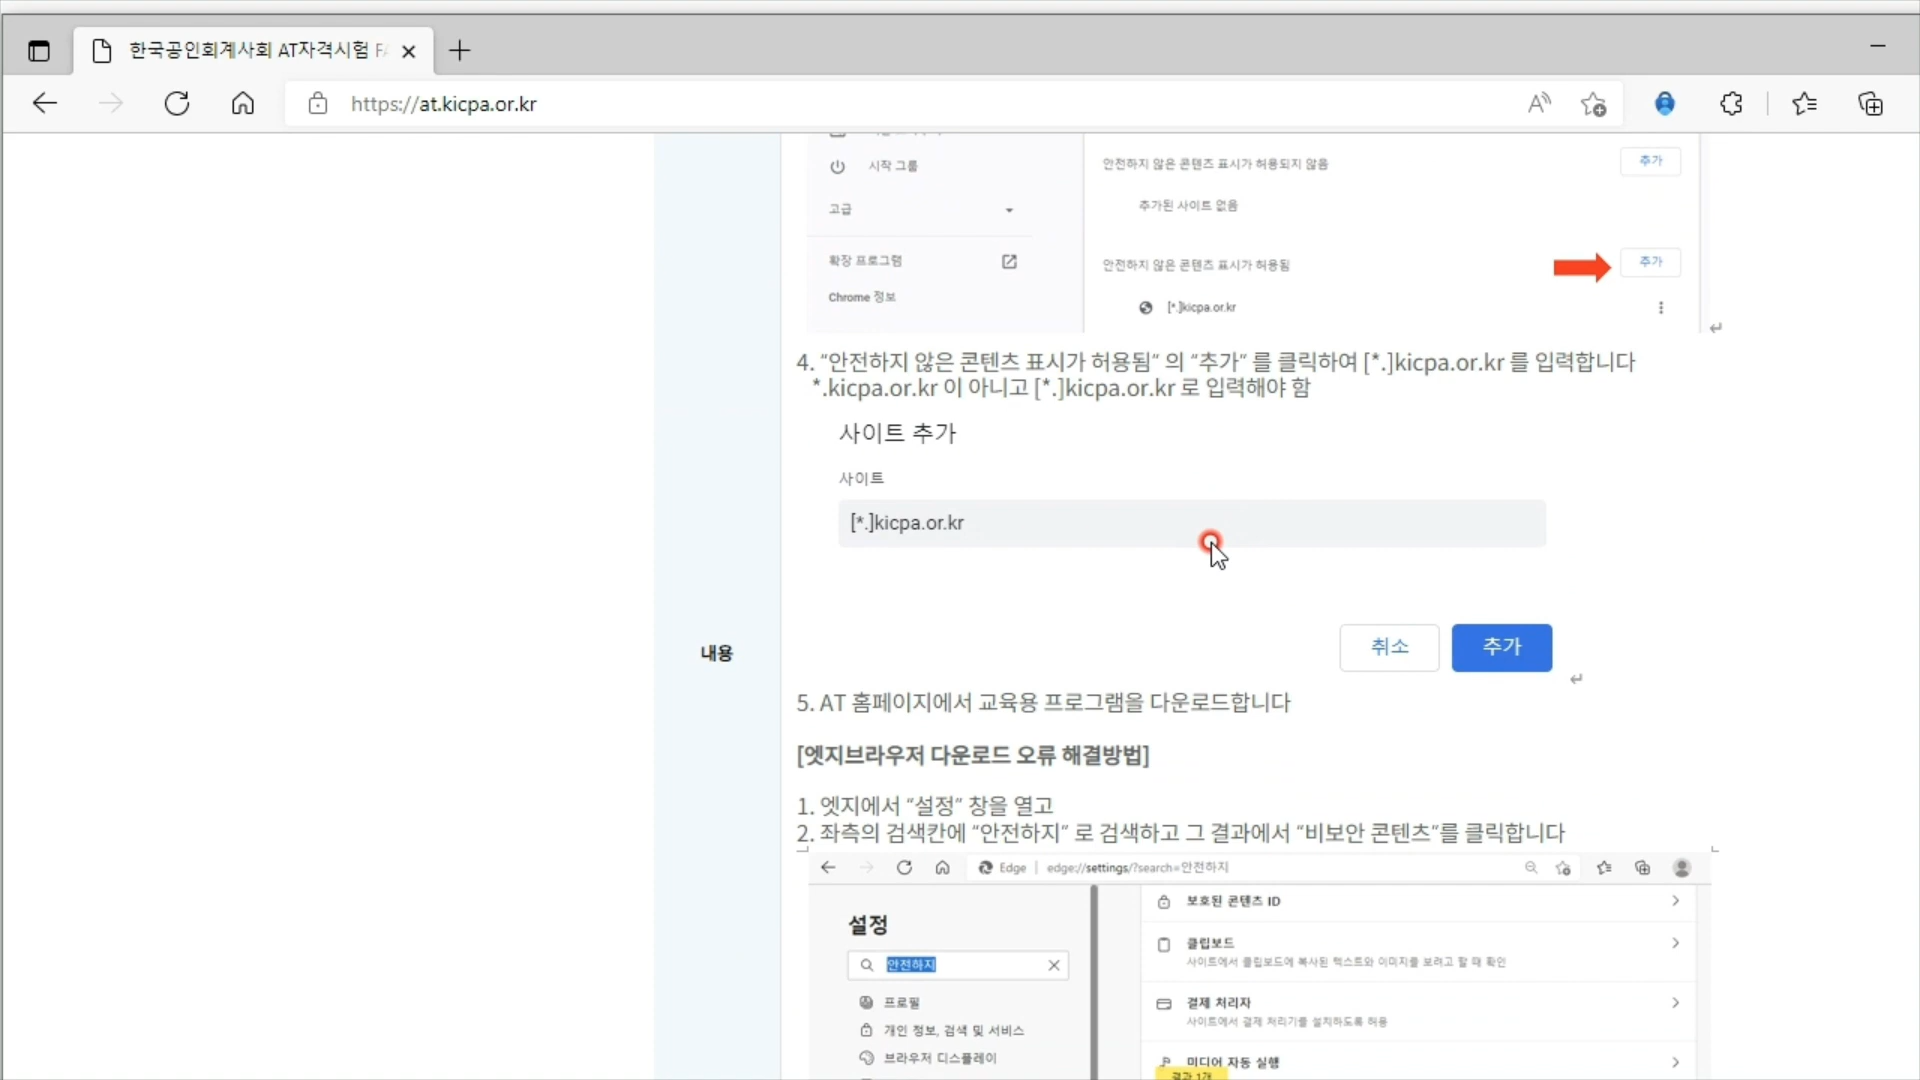 한국공인회계사회 AT자격시험 FA
https://at.kicpa.or.kr
시작 그룹
고급
확장 프로그램
Chrome 정보
안전하지 않은 콘텐츠 표시가 허용되지 않음
추가
추가된 사이트 없음
안전하지 않은 콘텐츠 표시가 허용됨
추가
[*.]kicpa.or.kr
4. “안전하지 않은 콘텐츠 표시가 허용됨” 의 “추가” 를 클릭하여 [*.]kicpa.or.kr 를 입력합니다
*.kicpa.or.kr 이 아니고 [*.]kicpa.or.kr 로 입력해야 함
사이트 추가
사이트
[*.]kicpa.or.kr
취소
추가
내용
5. AT 홈페이지에서 교육용 프로그램을 다운로드합니다
[엣지브라우저 다운로드 오류 해결방법]
1. 엣지에서 “설정” 창을 열고
2. 좌측의 검색칸에 “안전하지” 로 검색하고 그 결과에서 “비보안 콘텐츠”를 클릭합니다
Edge | edge://settings/?search=안전하지
설정
안전하지
프로필
개인 정보, 검색 및 서비스
브라우저 디스플레이
보호된 콘텐츠 ID
클립보드
사이트에서 클립보드에 복사된 텍스트와 이미지를 보려고 할 때 확인
결제 처리자
사이트에서 결제 처리기를 설치하도록 허용
미디어 자동 실행
결과 1개